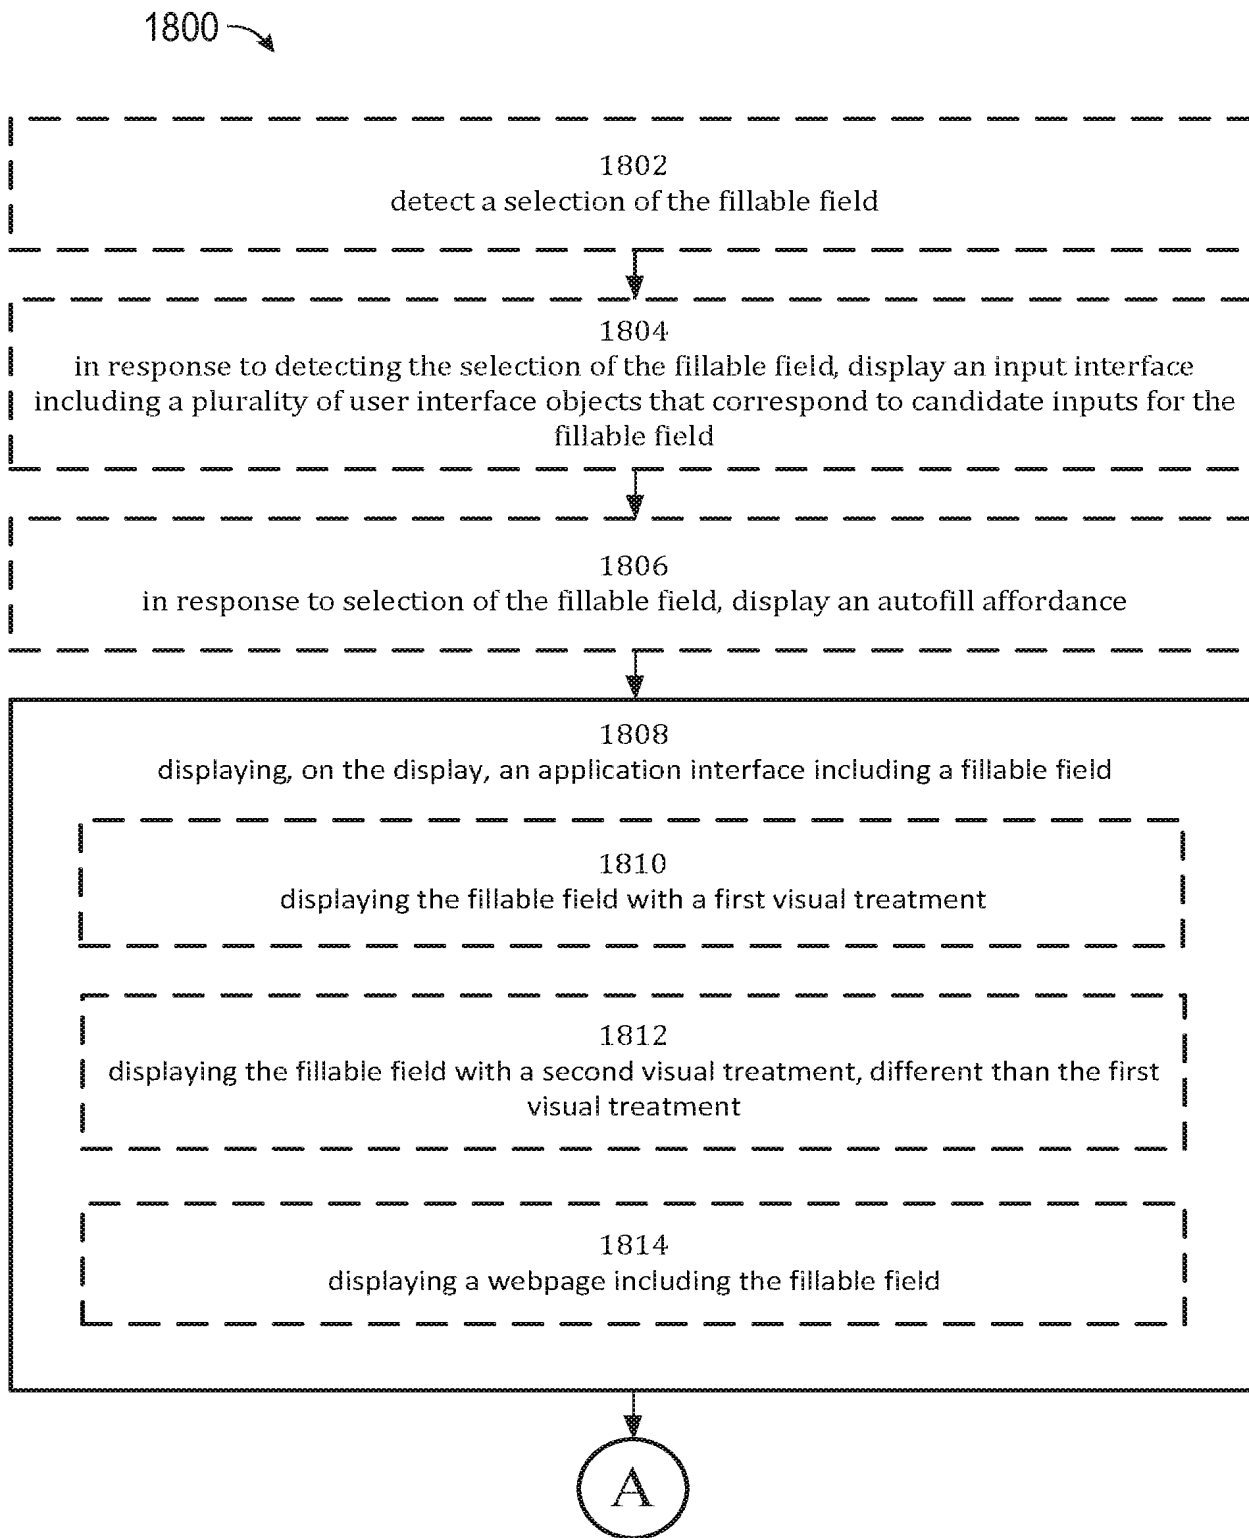 1800
1802
detect a selection of the fillable field
1804
in response to detecting the selection of the fillable field, display an input interface
including a plurality of user interface objects that correspond to candidate inputs for the
fillable field
1806
in response to selection of the fillable field, display an autofill affordance
1808
displaying, on the display, an application interface including a fillable field
1810
displaying the fillable field with a first visual treatment
1812
displaying the fillable field with a second visual treatment, different than the first
visual treatment
1814
displaying a webpage including the fillable field
A